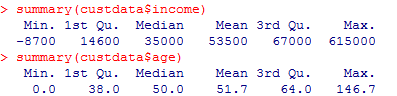 > summary(custdata$income)
Min. 1st Qu. Median Mean 3rd Qu. Max.
-8700 14600 35000 53500 67000 615000
> summary(custdata$age)
Min. 1st Qu. Median Mean 3rd Qu. Max.
0.0 38.0 50.0 51.7 64.0 146.7